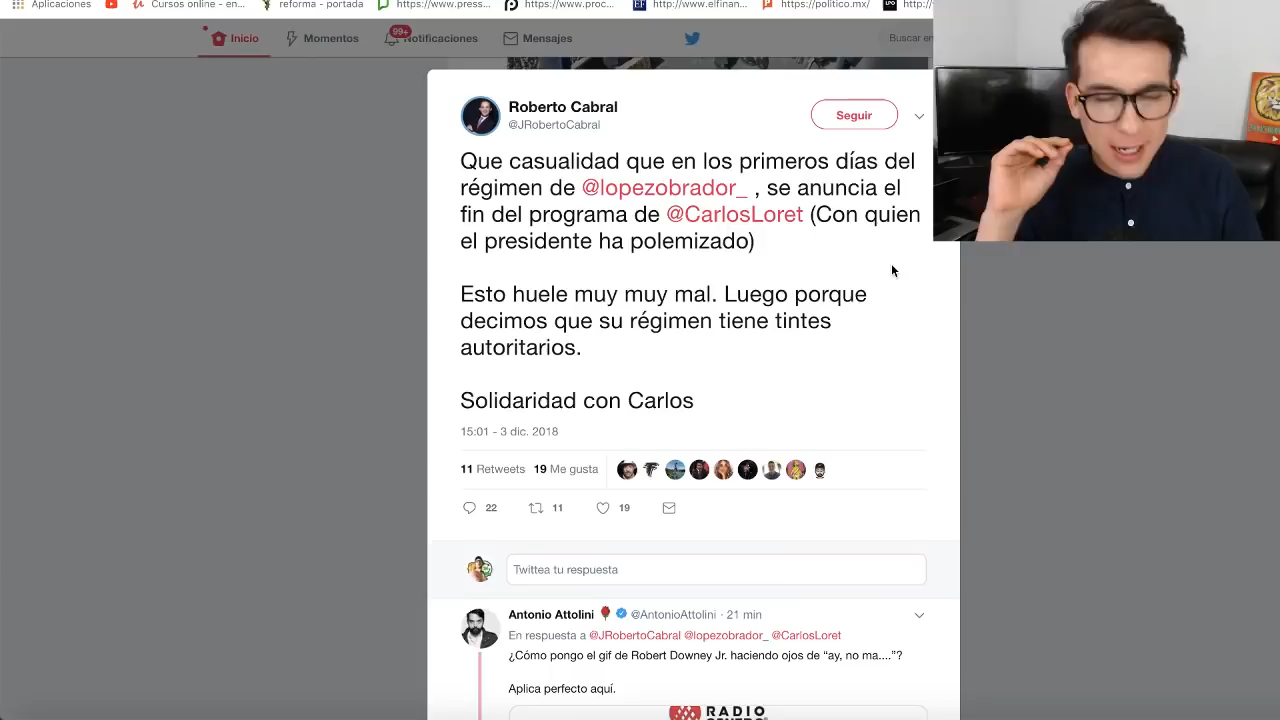 Aplicaciones
Cursos online - en...
reforma - portada
https://www.press...
https://www.proc...
http://www.elfinan...
https://politico.mx/
http://www
Inicio
Momentos
99+
Notificaciones
Mensajes
Buscar en
Roberto Cabral
@JRobertoCabral
Seguir
Que casualidad que en los primeros días del
régimen de @lopezobrador_ , se anuncia el
fin del programa de @CarlosLoret (Con quien
el presidente ha polemizado)
Esto huele muy muy mal. Luego porque
decimos que su régimen tiene tintes
autoritarios.
Solidaridad con Carlos
15:01 - 3 dic. 2018
11 Retweets 19 Me gusta
22 11 19
Twittea tu respuesta
Antonio Attolini @AntonioAttolini · 21 min
En respuesta a @JRobertoCabral @lopezobrador_ @CarlosLoret
¿Cómo pongo el gif de Robert Downey Jr. haciendo ojos de “ay, no ma....”?
Aplica perfecto aquí.
RADIO